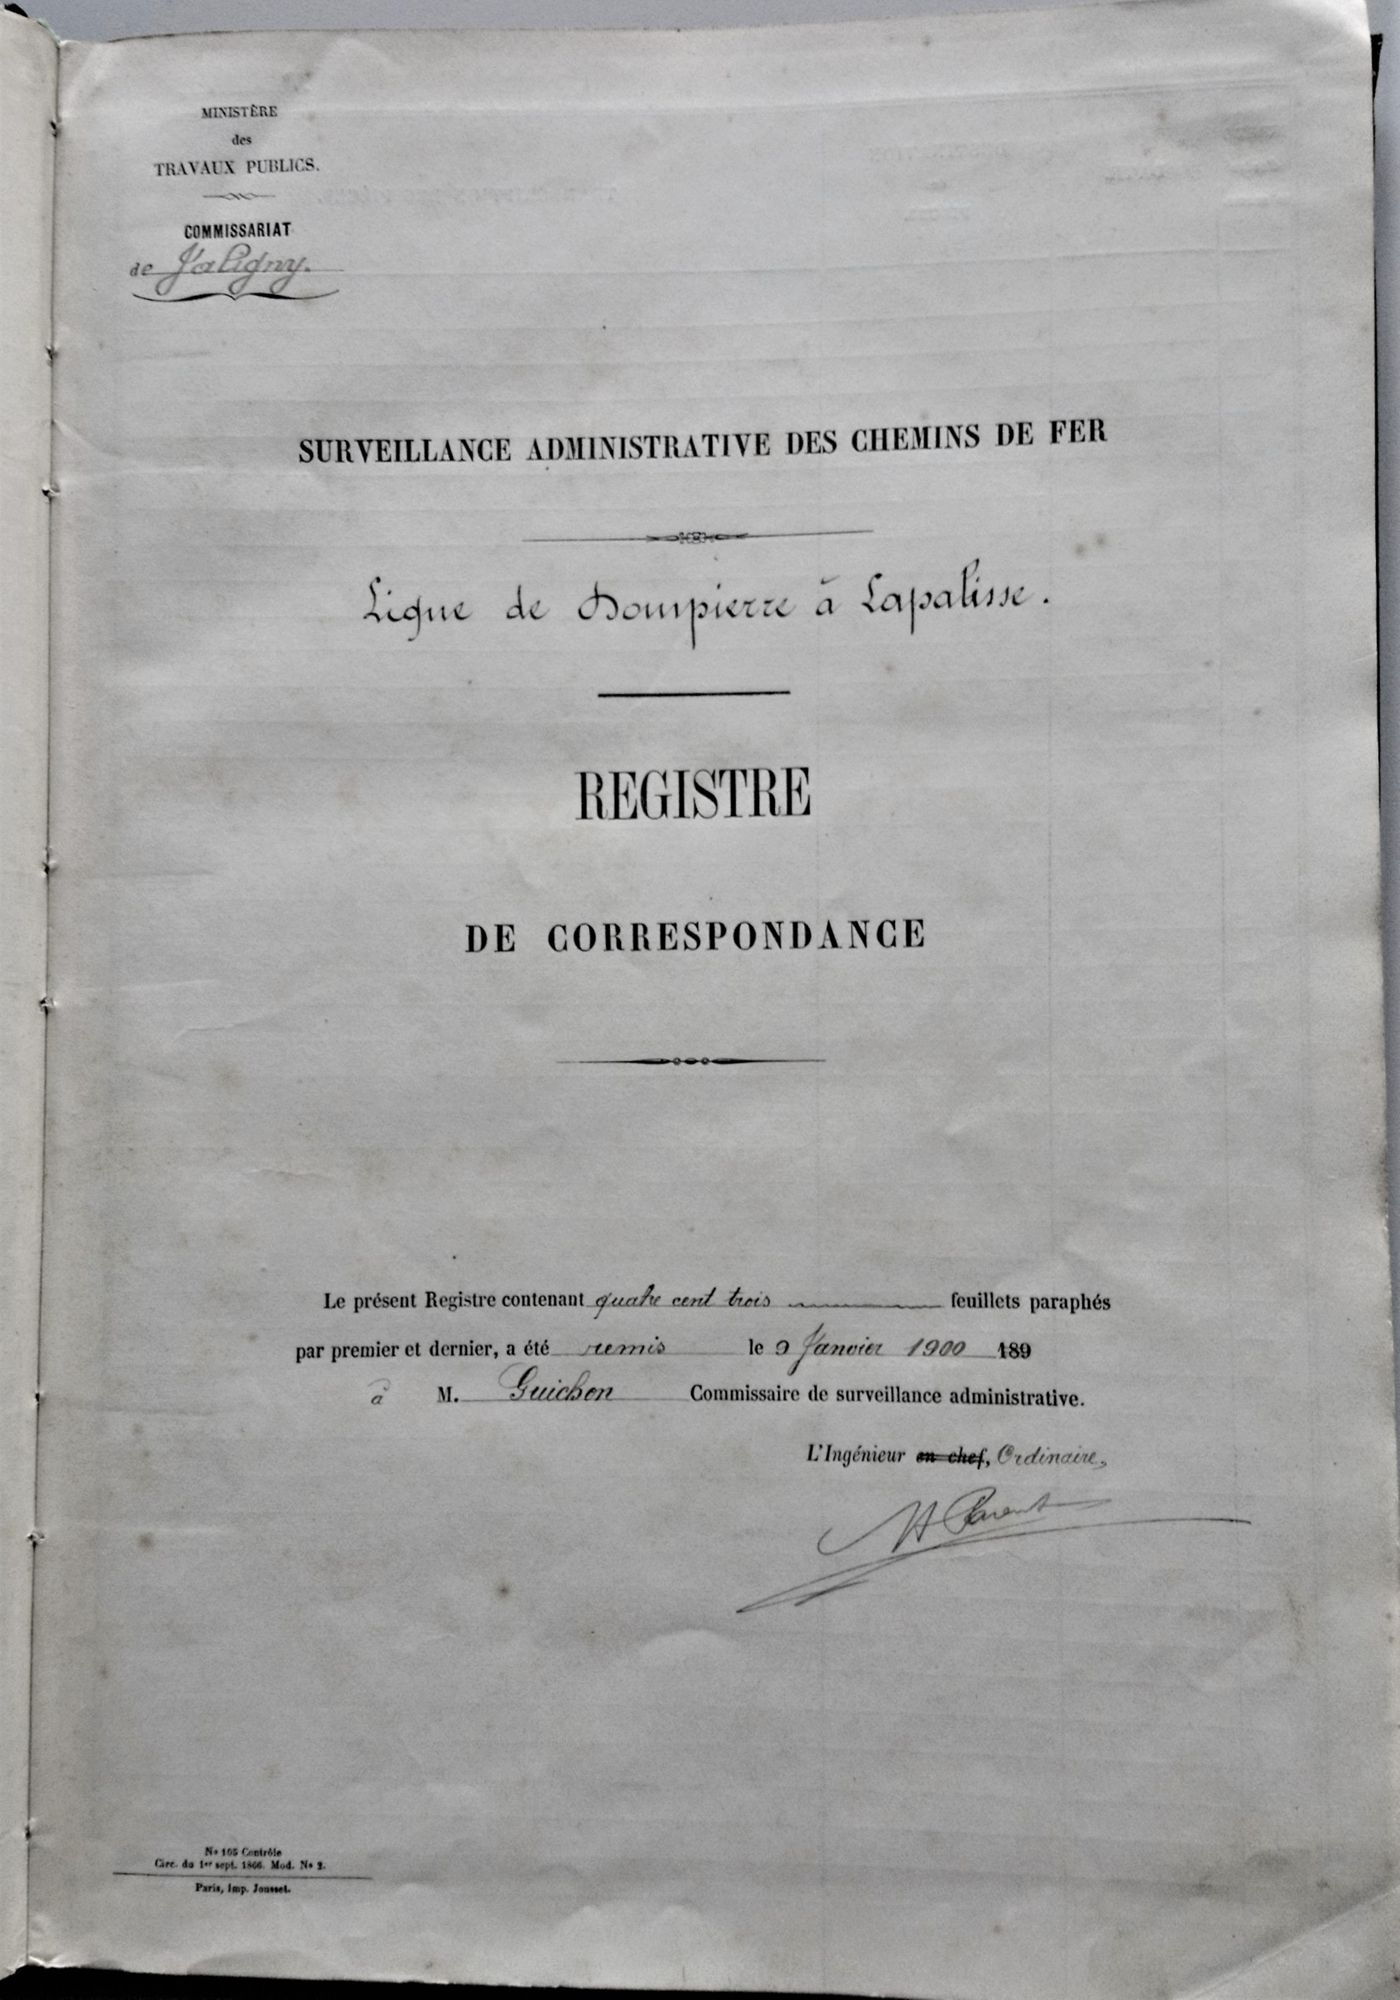 MINISTÈRE
des
TRAVAUX PUBLICS.
COMMISSARIAT
de Jaligny.
SURVEILLANCE ADMINISTRATIVE DES CHEMINS DE FER
Ligne de Dompierre à Lapalisse.
REGISTRE
DE CORRESPONDANCE
Le présent Registre contenant quatre cent trois feuillets paraphés
par premier et dernier, a été remis le 9 Janvier 1900 189
à M. Guichon Commissaire de surveillance administrative.
L'Ingénieur en chef, Ordinaire,
Parent
No 105 Contrôle
Circ. du 1er sept. 1866. Mod. No 2.
Paris, Imp. Jousset.